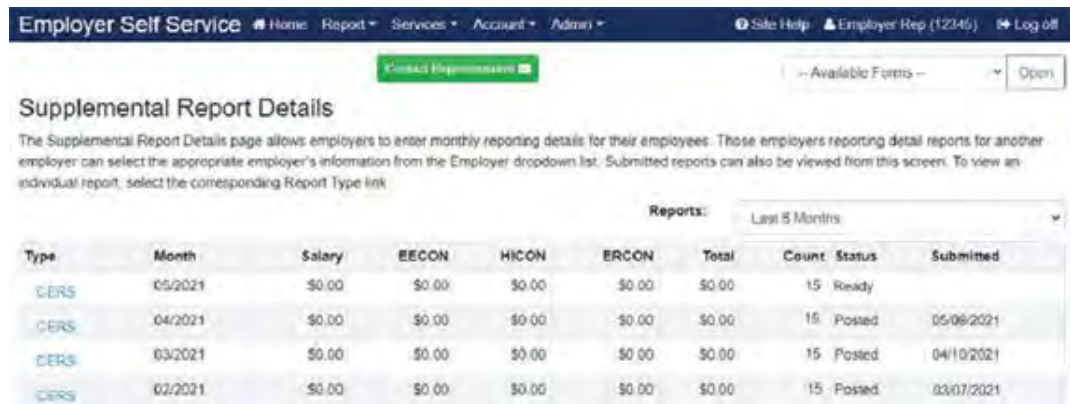 Employer Self Service Home Report Services Account Admin Site Help Employer Rep (12345) Log off
Contact Representative -- Available Forms -- Open
Supplemental Report Details
The Supplemental Report Details page allows employers to enter monthly reporting details for their employees. Those employers reporting detail reports for another
employer can select the appropriate employer's information from the Employer dropdown list. Submitted reports can also be viewed from this screen. To view an
individual report, select the corresponding Report Type link
Reports: Last 6 Months
Type Month Salary EECON HICON ERCON Total Count Status Submitted
CERS 05/2021 $0.00 $0.00 $0.00 $0.00 $0.00 15 Ready
CERS 04/2021 $0.00 $0.00 $0.00 $0.00 $0.00 15 Posted 05/06/2021
CERS 03/2021 $0.00 $0.00 $0.00 $0.00 $0.00 15 Posted 04/10/2021
CERS 02/2021 $0.00 $0.00 $0.00 $0.00 $0.00 15 Posted 03/07/2021